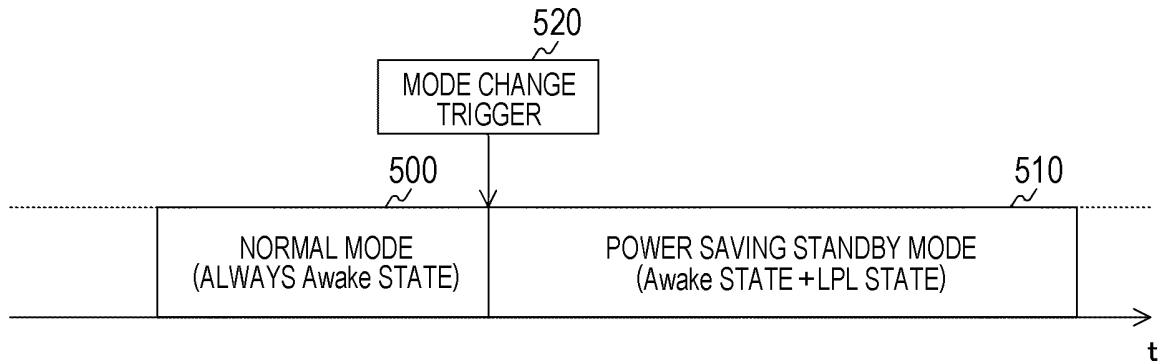 520
MODE CHANGE
TRIGGER
500
510
NORMAL MODE
(ALWAYS Awake STATE)
POWER SAVING STANDBY MODE
(Awake STATE+LPL STATE)
t